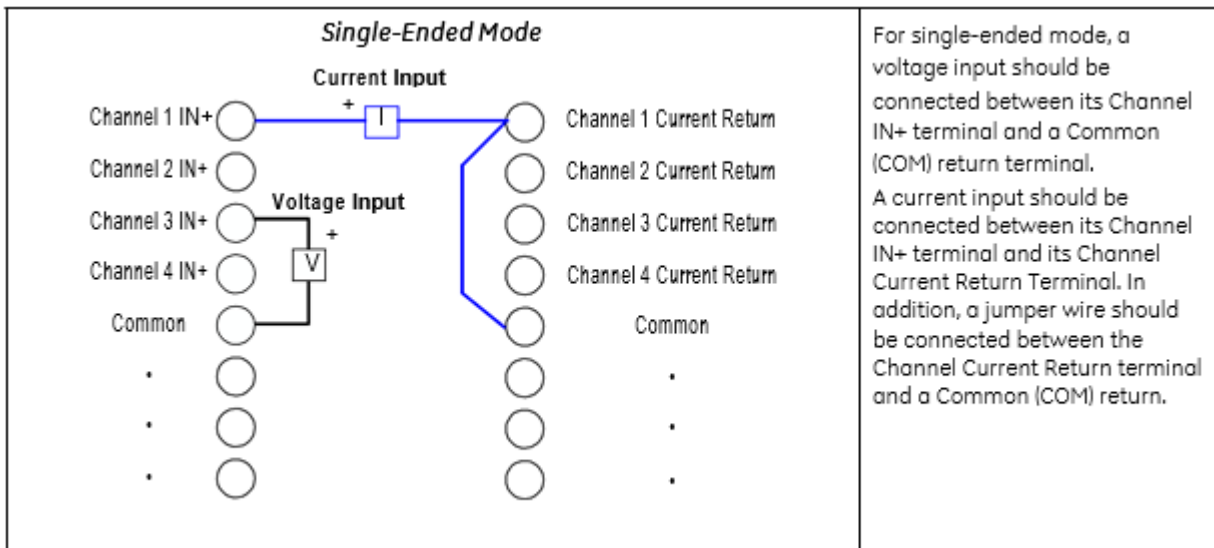 Single-Ended Mode
Current Input
+
I
Channel 1 IN+
Channel 1 Current Return
Channel 2 IN+
Channel 2 Current Return
Voltage Input
+
V
Channel 3 IN+
Channel 3 Current Return
Channel 4 IN+
Channel 4 Current Return
Common
Common
For single-ended mode, a
voltage input should be
connected between its Channel
IN+ terminal and a Common
(COM) return terminal.
A current input should be
connected between its Channel
IN+ terminal and its Channel
Current Return Terminal. In
addition, a jumper wire should
be connected between the
Channel Current Return terminal
and a Common (COM) return.